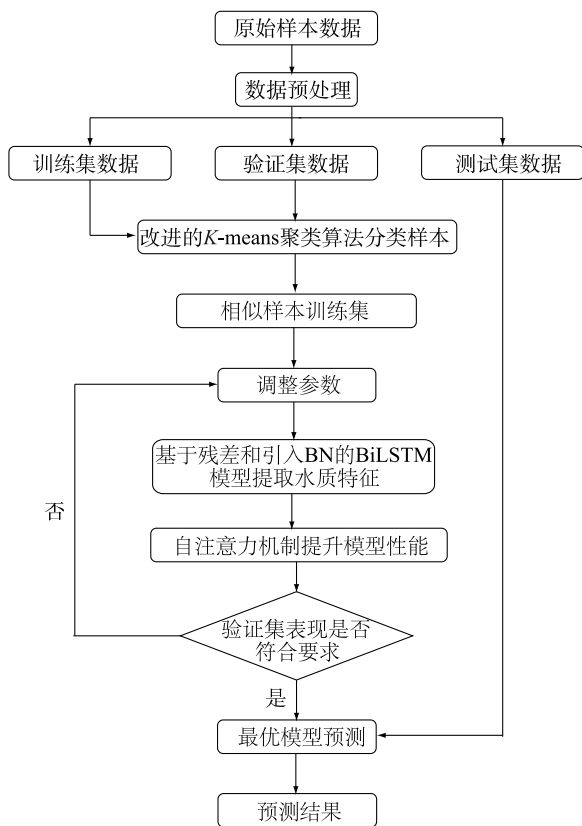 原始样本数据
数据预处理
训练集数据
验证集数据
测试集数据
改进的K-means聚类算法分类样本
相似样本训练集
调整参数
基于残差和引入BN的BiLSTM
模型提取水质特征
否
自注意力机制提升模型性能
验证集表现是否
符合要求
是
最优模型预测
预测结果